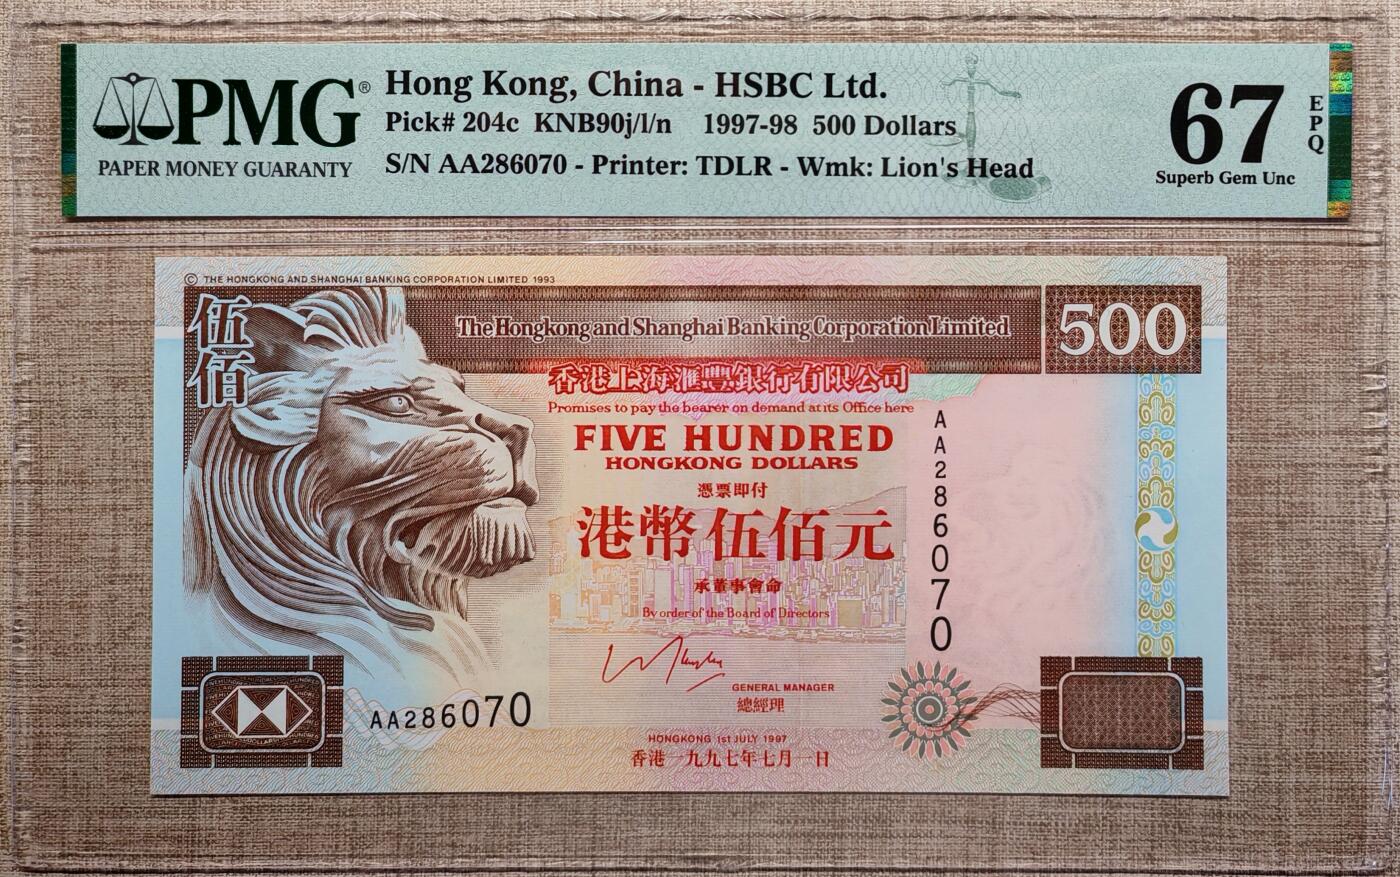 PMG®
PAPER MONEY GUARANTY
Hong Kong, China - HSBC Ltd.
Pick# 204c KNB90j/l/n 1997-98 500 Dollars
S/N AA286070 - Printer: TDLR - Wmk: Lion's Head
67
EPQ
Superb Gem Unc
© THE HONGKONG AND SHANGHAI BANKING CORPORATION LIMITED 1993
伍佰
The Hongkong and Shanghai Banking Corporation Limited
500
香港上海滙豐銀行有限公司
Promises to pay the bearer on demand at its Office here
FIVE HUNDRED
HONGKONG DOLLARS
憑票即付
港幣伍佰元
承董事會命
By order of the Board of Directors
AA286070
GENERAL MANAGER
總經理
AA286070
HONGKONG 1st JULY 1997
香港一九九七年七月一日